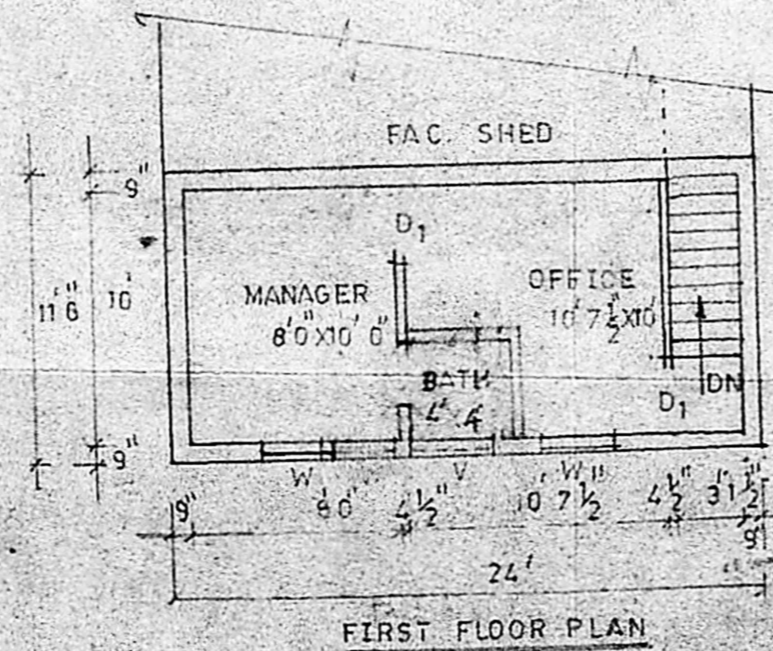 FAC. SHED
9"
D1
MANAGER
8'0"X10' 0"
OFFICE
10' 7½"X10'
11' 6"
10'
BATH
4' 4'
D1
DN
9"
W
V
W
9"
8' 0"
4½"
10' 7½"
4½"
3'1½"
9"
24'
FIRST FLOOR PLAN